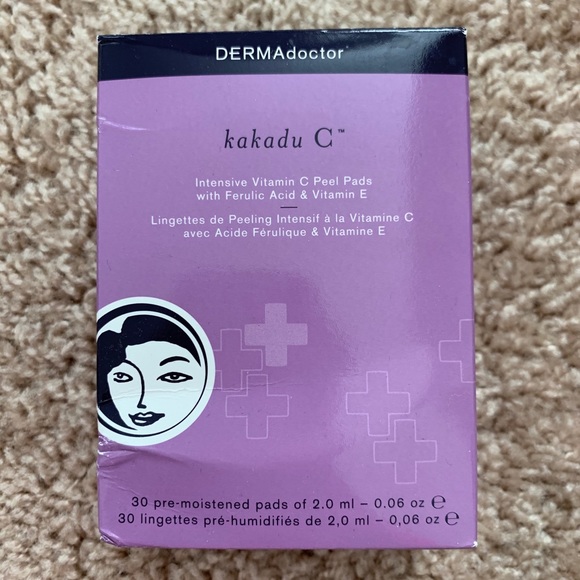 DERMAdoctor
kakadu C™
Intensive Vitamin C Peel Pads
with Ferulic Acid & Vitamin E
Lingettes de Peeling Intensif à la Vitamine C
avec Acide Férulique & Vitamine E
30 pre-moistened pads of 2.0 ml – 0.06 oz ℮
30 lingettes pré-humidifiés de 2,0 ml – 0,06 oz ℮